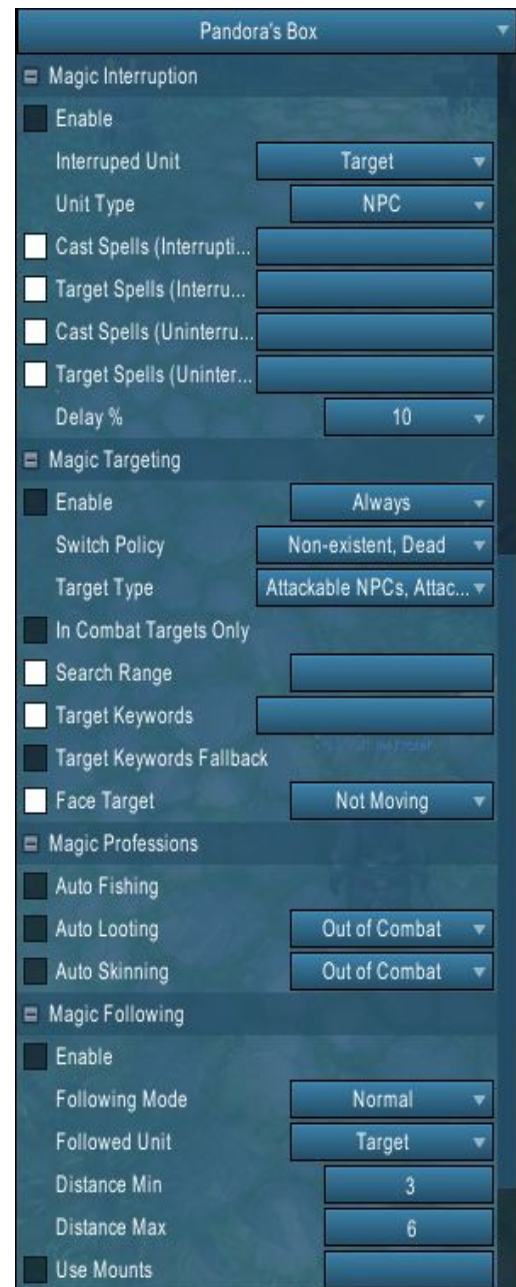 Pandora's Box
Magic Interruption
Enable
Interruped Unit Target
Unit Type NPC
Cast Spells (Interrupti...
Target Spells (Interru...
Cast Spells (Uninterru...
Target Spells (Uninter...
Delay % 10
Magic Targeting
Enable Always
Switch Policy Non-existent, Dead
Target Type Attackable NPCs, Attac...
In Combat Targets Only
Search Range
Target Keywords
Target Keywords Fallback
Face Target Not Moving
Magic Professions
Auto Fishing
Auto Looting Out of Combat
Auto Skinning Out of Combat
Magic Following
Enable
Following Mode Normal
Followed Unit Target
Distance Min 3
Distance Max 6
Use Mounts